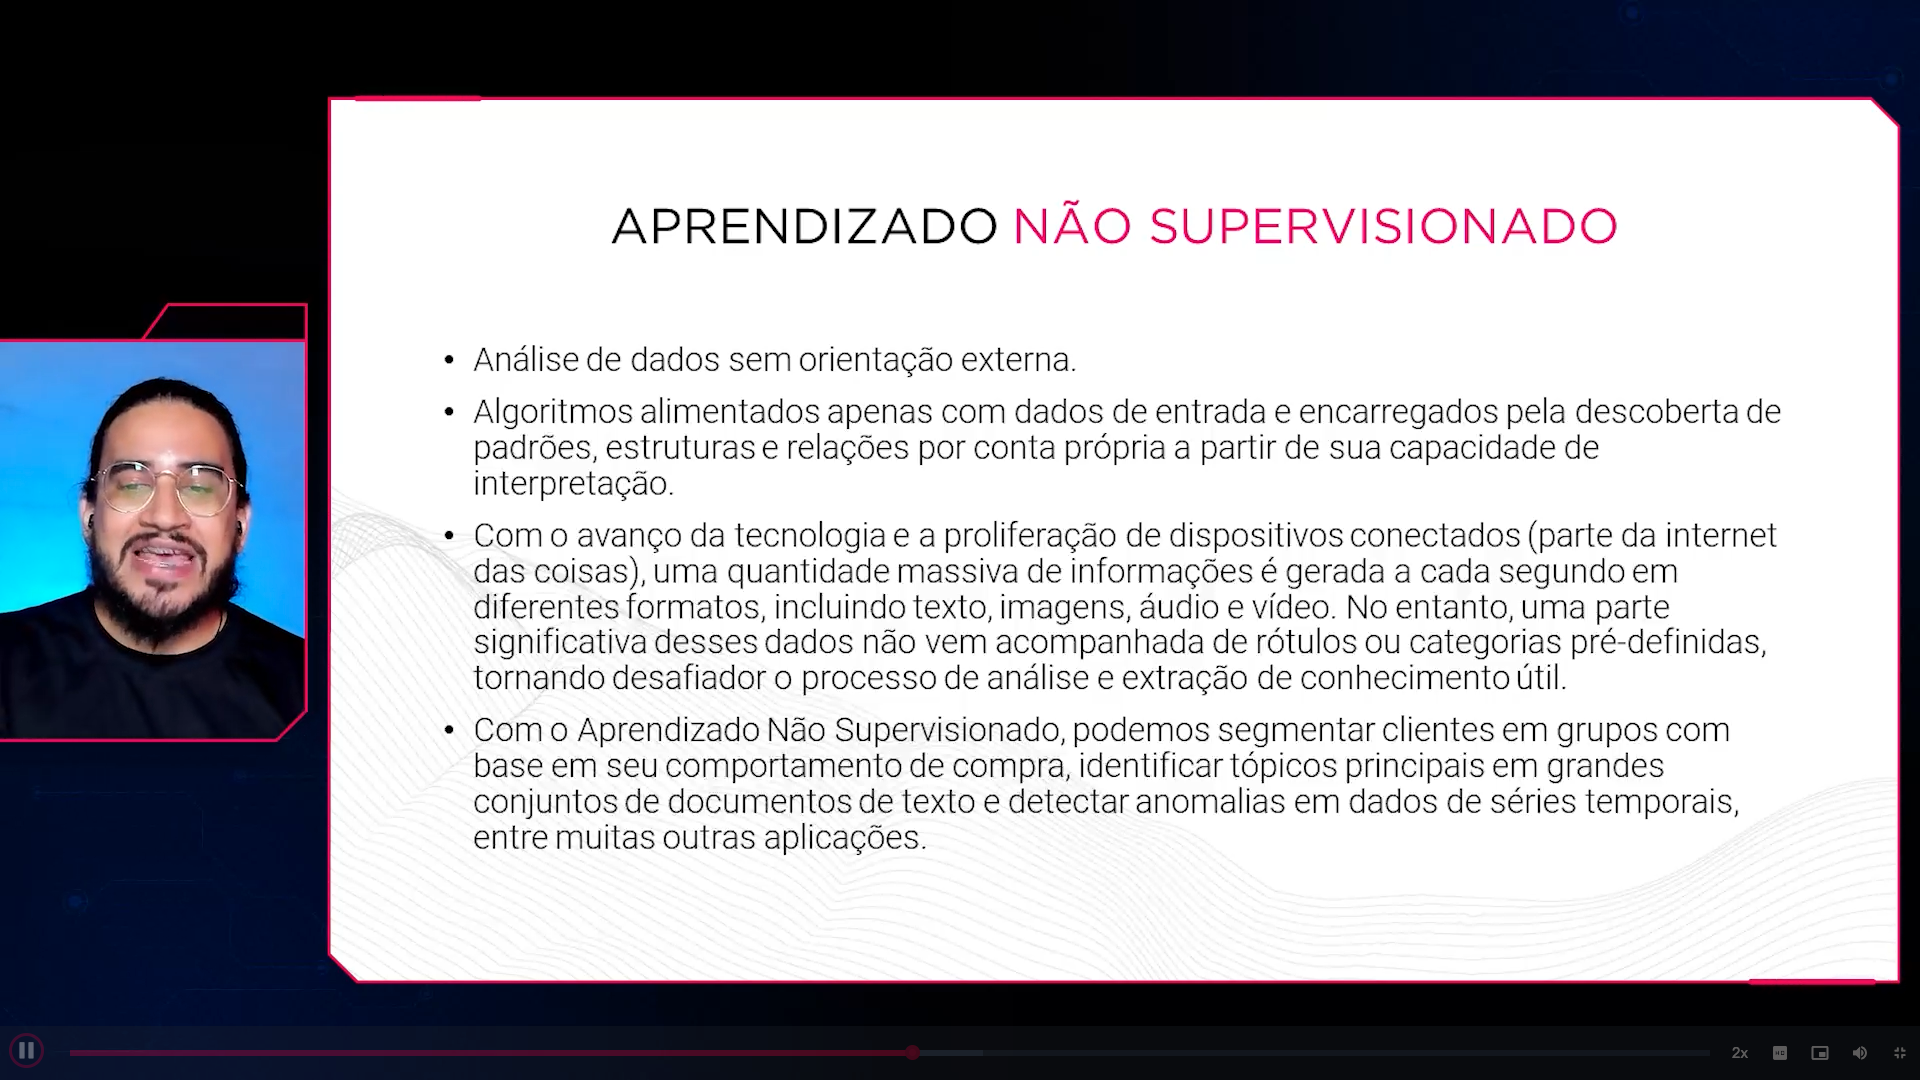 APRENDIZADO NÃO SUPERVISIONADO
• Análise de dados sem orientação externa.
• Algoritmos alimentados apenas com dados de entrada e encarregados pela descoberta de
padrões, estruturas e relações por conta própria a partir de sua capacidade de
interpretação.
• Com o avanço da tecnologia e a proliferação de dispositivos conectados (parte da internet
das coisas), uma quantidade massiva de informações é gerada a cada segundo em
diferentes formatos, incluindo texto, imagens, áudio e vídeo. No entanto, uma parte
significativa desses dados não vem acompanhada de rótulos ou categorias pré-definidas,
tornando desafiador o processo de análise e extração de conhecimento útil.
• Com o Aprendizado Não Supervisionado, podemos segmentar clientes em grupos com
base em seu comportamento de compra, identificar tópicos principais em grandes
conjuntos de documentos de texto e detectar anomalias em dados de séries temporais,
entre muitas outras aplicações.
2x